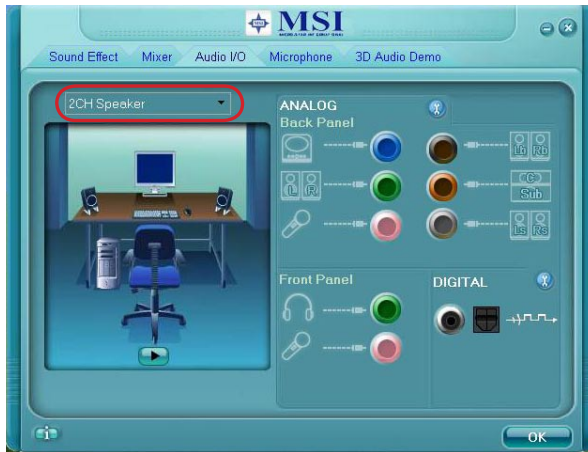 MSI
Sound Effect Mixer Audio I/O Microphone 3D Audio Demo
2CH Speaker
ANALOG
Back Panel
Lb Rb
L R
C
Sub
Ls Rs
Front Panel
DIGITAL
i
OK